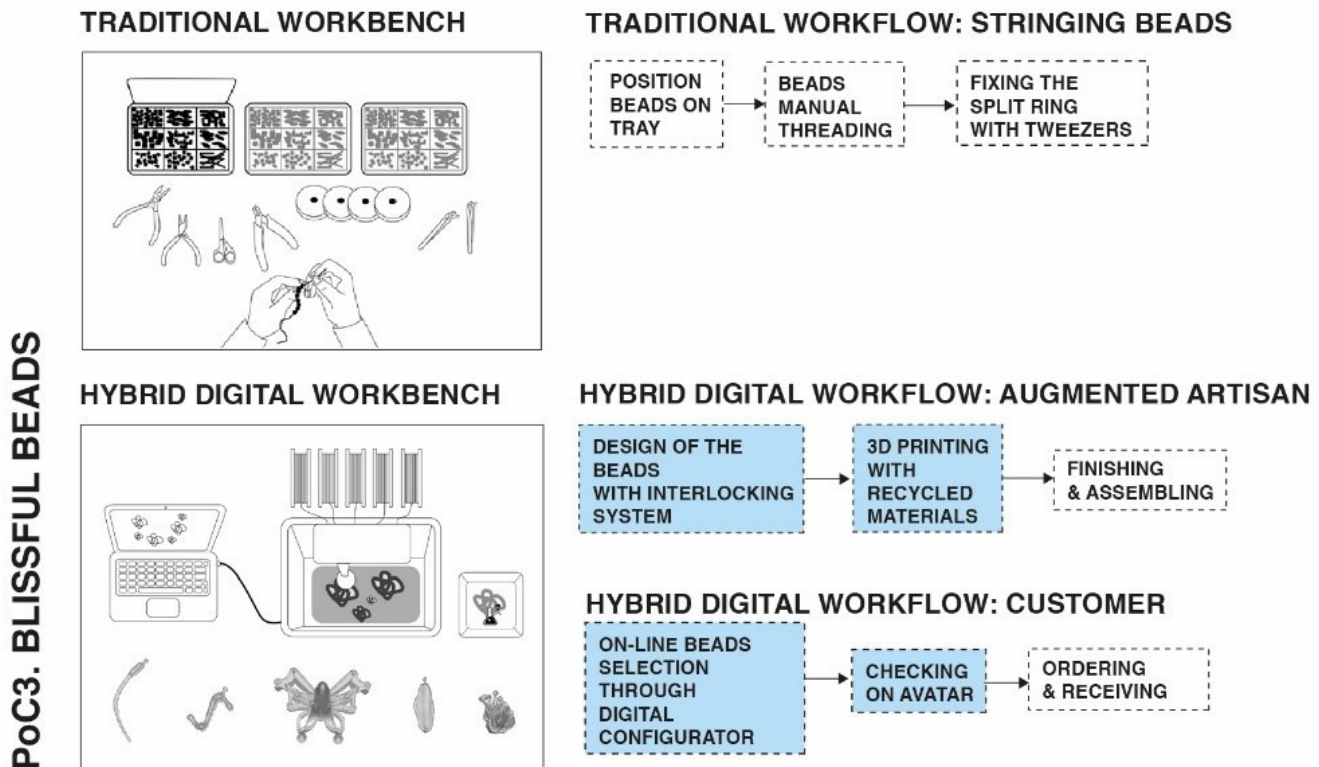 PoC3. BLISSFUL BEADS
TRADITIONAL WORKBENCH
TRADITIONAL WORKFLOW: STRINGING BEADS
POSITION
BEADS ON
TRAY
BEADS
MANUAL
THREADING
FIXING THE
SPLIT RING
WITH TWEEZERS
HYBRID DIGITAL WORKBENCH
HYBRID DIGITAL WORKFLOW: AUGMENTED ARTISAN
DESIGN OF THE
BEADS
WITH INTERLOCKING
SYSTEM
3D PRINTING
WITH
RECYCLED
MATERIALS
FINISHING
& ASSEMBLING
HYBRID DIGITAL WORKFLOW: CUSTOMER
ON-LINE BEADS
SELECTION
THROUGH
DIGITAL
CONFIGURATOR
CHECKING
ON AVATAR
ORDERING
& RECEIVING